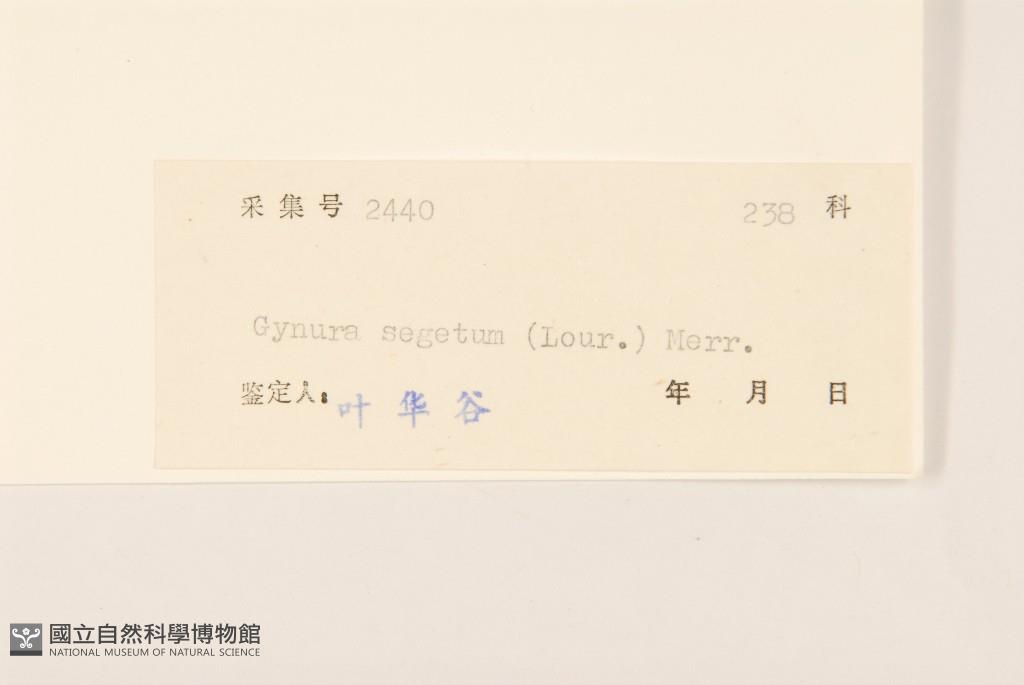 采集号 2440 238 科
Gynura segetum (Lour.) Merr.
鉴定人: 叶华谷 年 月 日
國立自然科學博物館
NATIONAL MUSEUM OF NATURAL SCIENCE